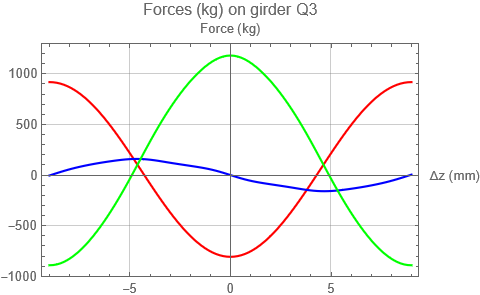 Forces (kg) on girder Q3
Force (kg)
1000
500
0
Δz (mm)
−500
−1000
−5 0 5